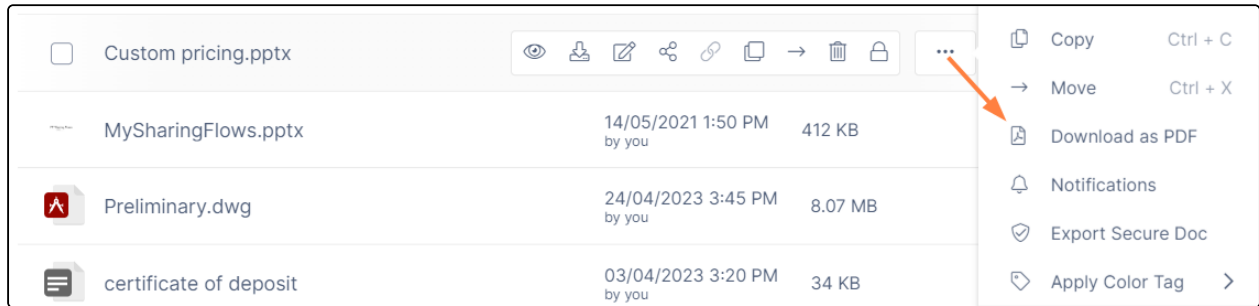 Custom pricing.pptx
MySharingFlows.pptx 14/05/2021 1:50 PM 412 KB
by you
Preliminary.dwg 24/04/2023 3:45 PM 8.07 MB
by you
certificate of deposit 03/04/2023 3:20 PM 34 KB
by you
Copy Ctrl + C
Move Ctrl + X
Download as PDF
Notifications
Export Secure Doc
Apply Color Tag